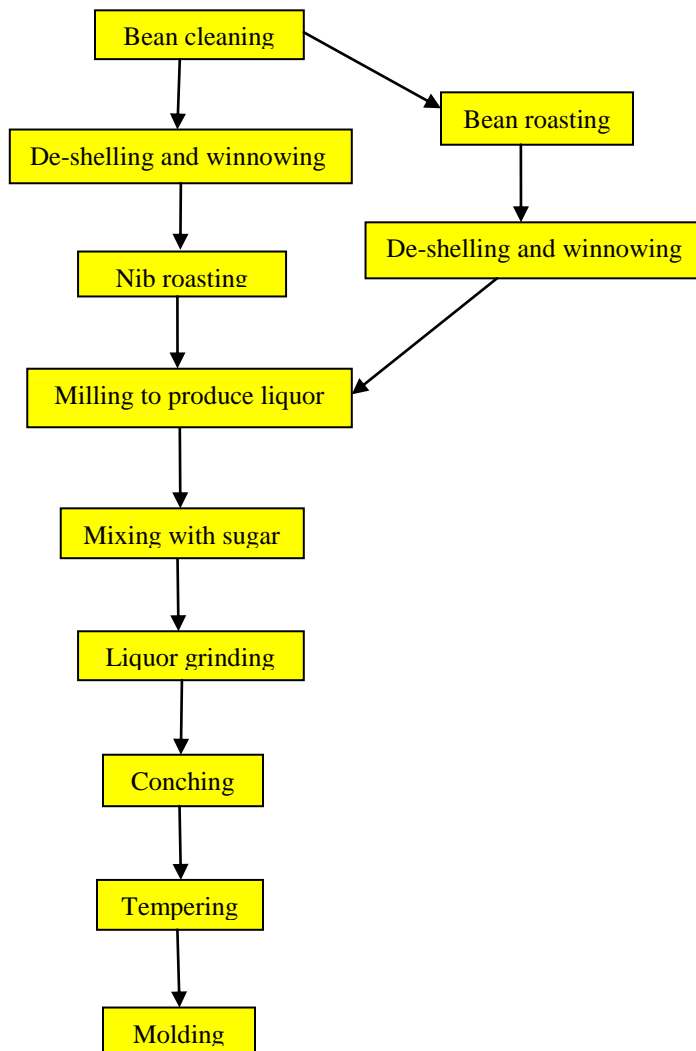 Bean cleaning
Bean roasting
De-shelling and winnowing
De-shelling and winnowing
Nib roasting
Milling to produce liquor
Mixing with sugar
Liquor grinding
Conching
Tempering
Molding